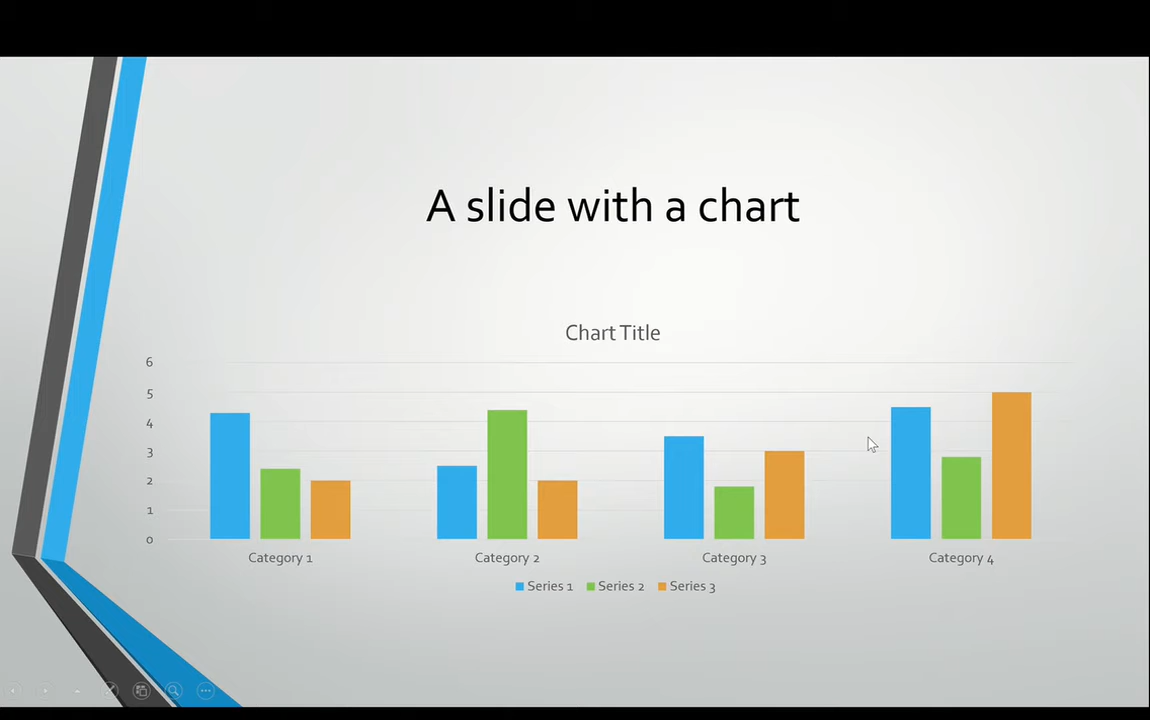 A slide with a chart
Chart Title
6
5
4
3
2
1
0
Category 1 Category 2 Category 3 Category 4
Series 1 Series 2 Series 3